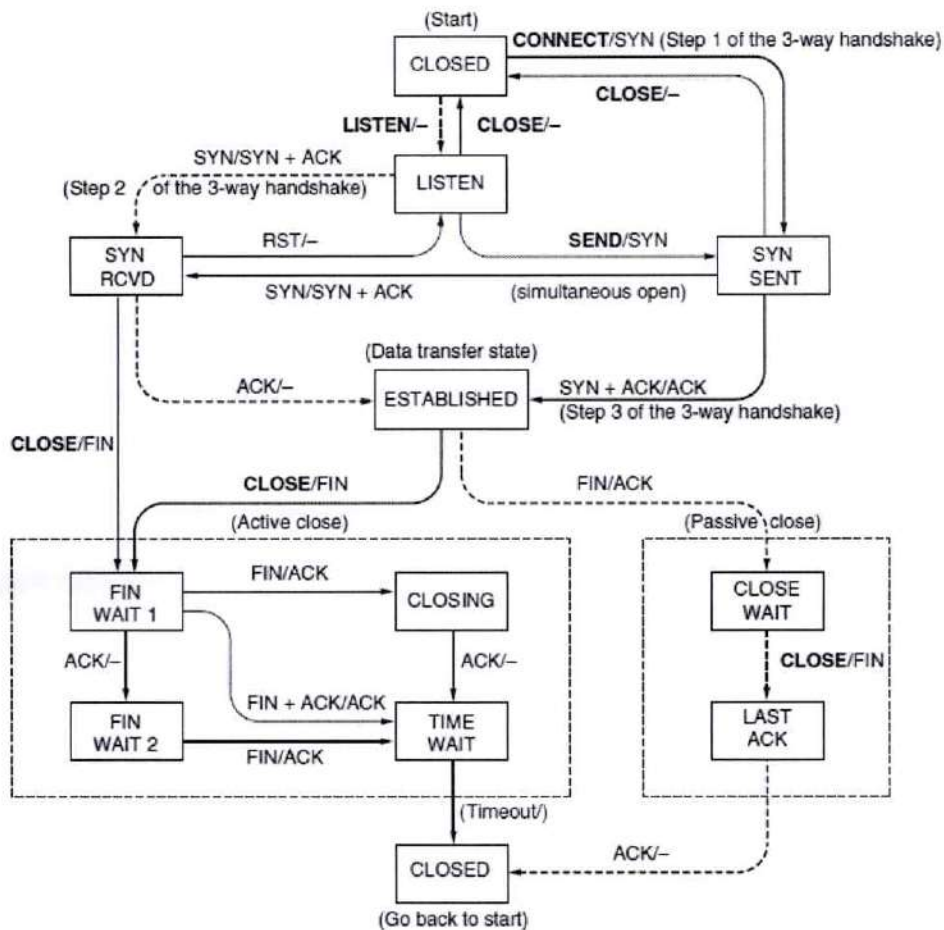 (Start)
CONNECT/SYN (Step 1 of the 3-way handshake)
CLOSED
CLOSE/–
LISTEN/–
CLOSE/–
SYN/SYN + ACK
LISTEN
(Step 2 of the 3-way handshake)
RST/–
SEND/SYN
SYN
RCVD
SYN
SENT
SYN/SYN + ACK
(simultaneous open)
(Data transfer state)
ACK/–
ESTABLISHED
SYN + ACK/ACK
(Step 3 of the 3-way handshake)
CLOSE/FIN
CLOSE/FIN
FIN/ACK
(Active close)
(Passive close)
FIN/ACK
FIN
WAIT 1
CLOSING
CLOSE
WAIT
ACK/–
ACK/–
CLOSE/FIN
FIN + ACK/ACK
FIN
WAIT 2
TIME
WAIT
LAST
ACK
FIN/ACK
(Timeout/)
ACK/–
CLOSED
(Go back to start)